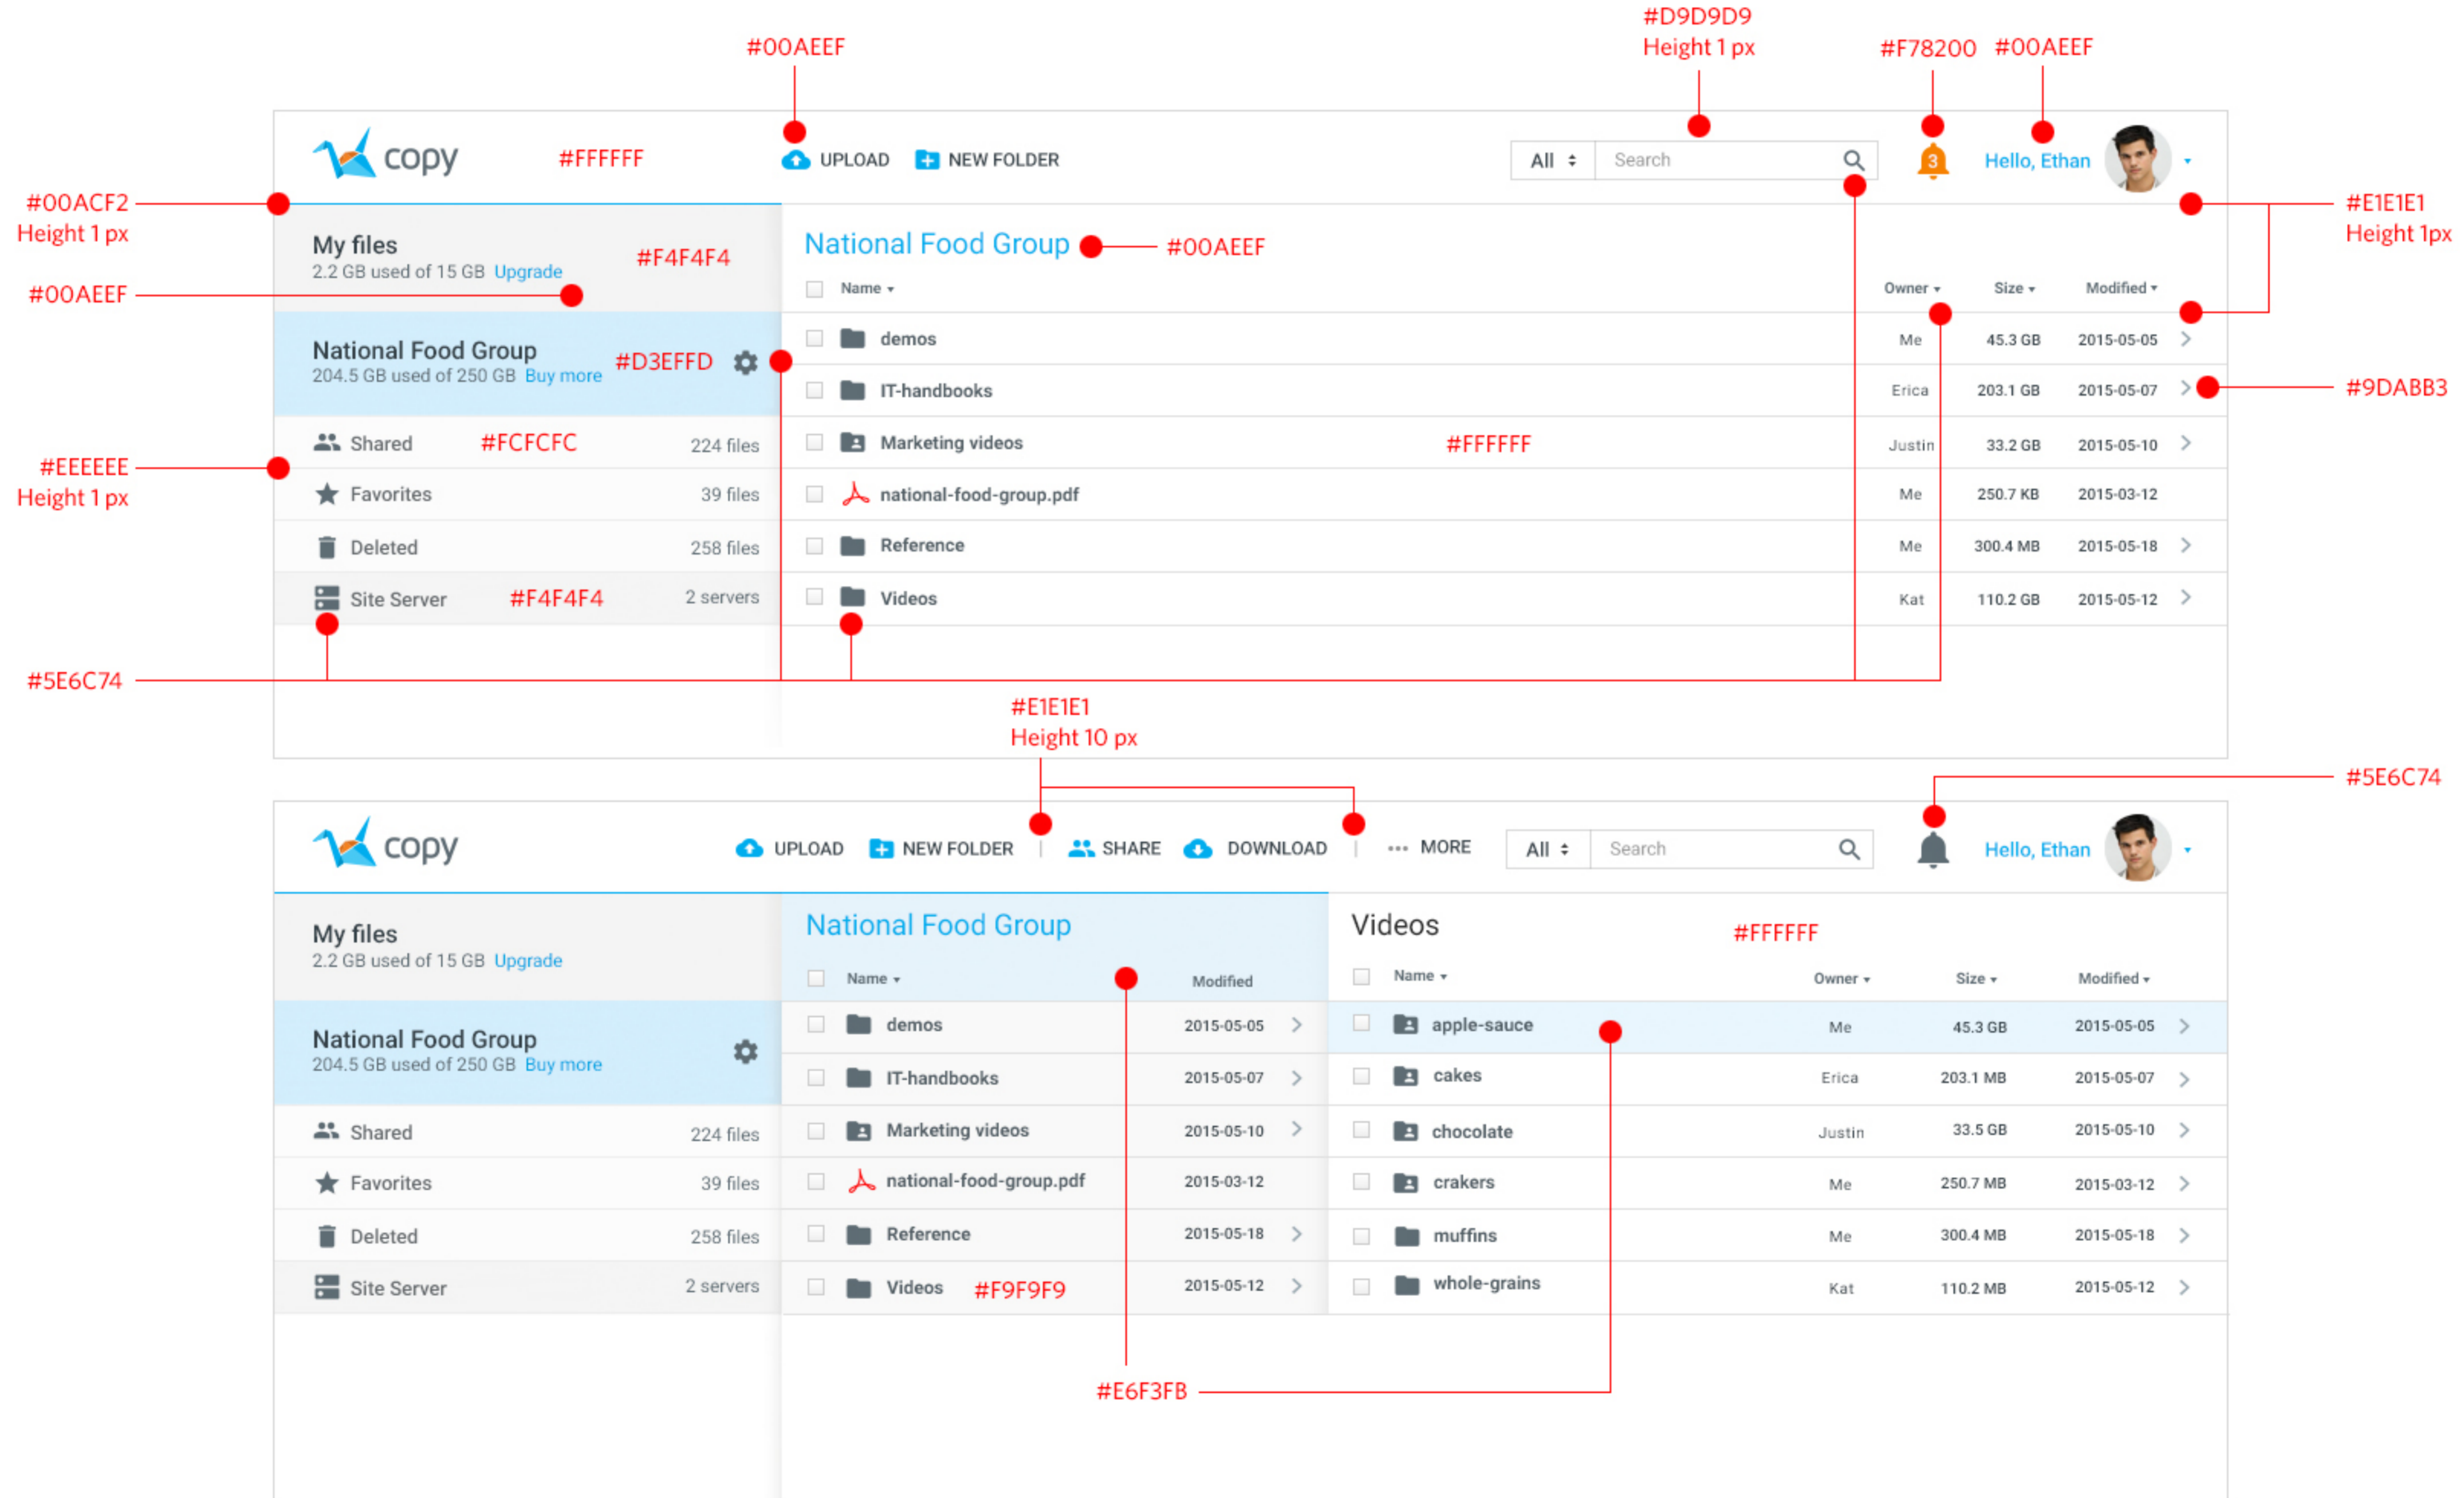 #D9D9D9
#00AEEF Height 1 px #F78200 #00AEEF
copy #FFFFFF UPLOAD NEW FOLDER All Search 3 Hello, Ethan
#00ACF2 #E1E1E1
Height 1 px Height 1px
My files #F4F4F4 National Food Group #00AEEF
2.2 GB used of 15 GB Upgrade
#00AEEF Name Owner Size Modified
National Food Group demos Me 45.3 GB 2015-05-05
204.5 GB used of 250 GB Buy more #D3EFFD
IT-handbooks Erica 203.1 GB 2015-05-07 #9DABB3
Shared #FCFCFC 224 files Marketing videos #FFFFFF Justin 33.2 GB 2015-05-10
#EEEEEE
Height 1 px
Favorites 39 files national-food-group.pdf Me 250.7 KB 2015-03-12
Deleted 258 files Reference Me 300.4 MB 2015-05-18
Site Server #F4F4F4 2 servers Videos Kat 110.2 GB 2015-05-12
#5E6C74
#E1E1E1
Height 10 px
#5E6C74
copy UPLOAD NEW FOLDER | SHARE DOWNLOAD | MORE All Search Hello, Ethan
My files National Food Group Videos #FFFFFF
2.2 GB used of 15 GB Upgrade
Name Modified Name Owner Size Modified
National Food Group demos 2015-05-05 apple-sauce Me 45.3 GB 2015-05-05
204.5 GB used of 250 GB Buy more
IT-handbooks 2015-05-07 cakes Erica 203.1 MB 2015-05-07
Shared 224 files Marketing videos 2015-05-10 chocolate Justin 33.5 GB 2015-05-10
Favorites 39 files national-food-group.pdf 2015-03-12 crakers Me 250.7 MB 2015-03-12
Deleted 258 files Reference 2015-05-18 muffins Me 300.4 MB 2015-05-18
Site Server 2 servers Videos #F9F9F9 2015-05-12 whole-grains Kat 110.2 MB 2015-05-12
#E6F3FB